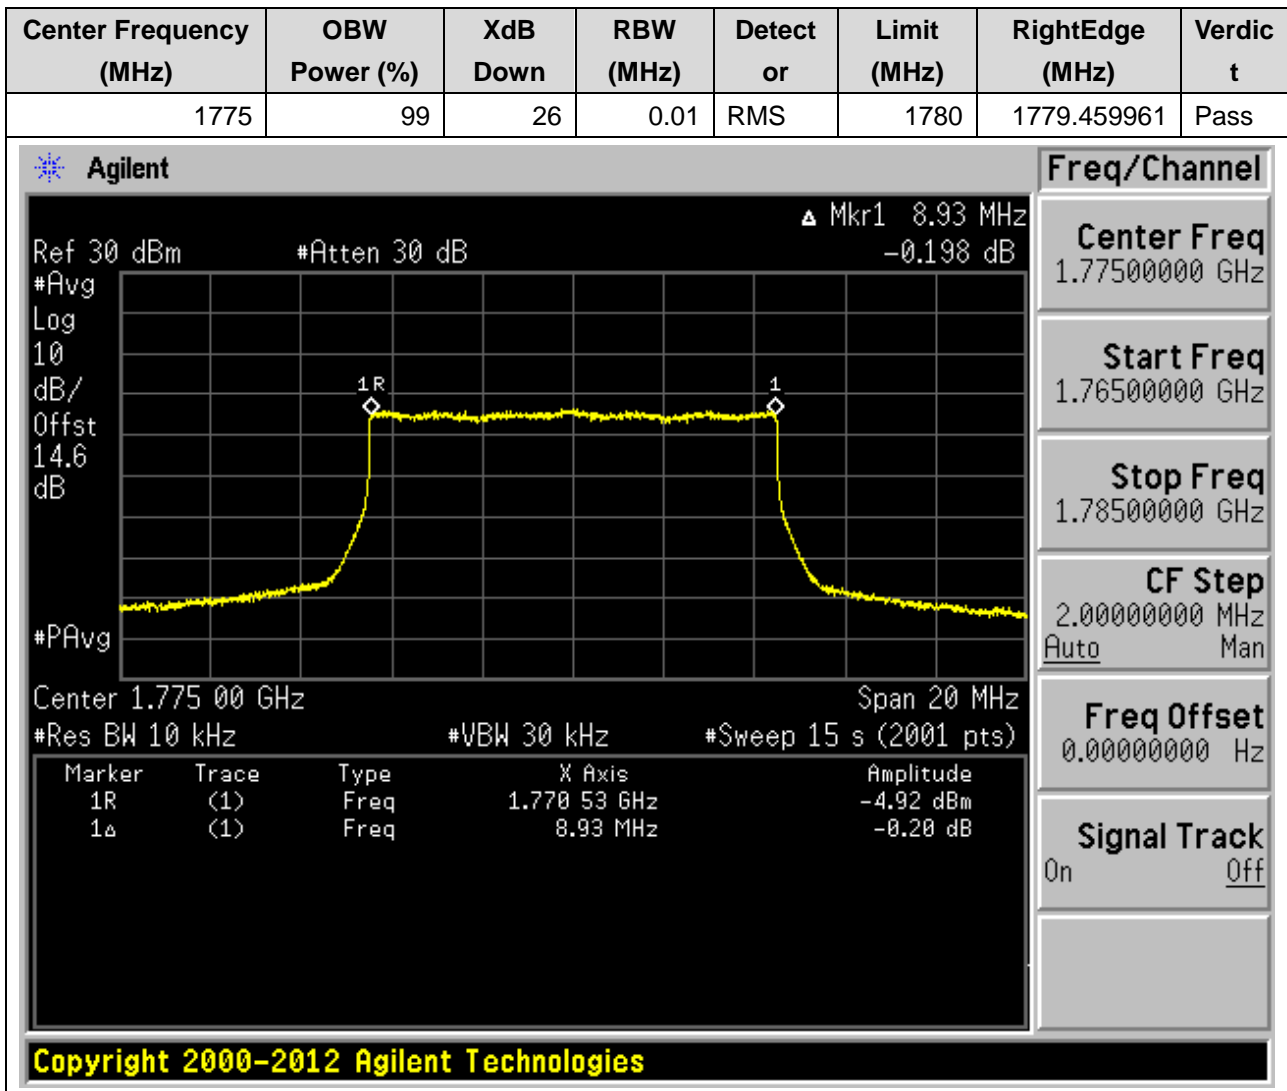 Center Frequency (MHz) OBW Power (%) XdB Down RBW (MHz) Detect or Limit (MHz) RightEdge (MHz) Verdic t
1775 99 26 0.01 RMS 1780 1779.459961 Pass
Agilent
Freq/Channel
Δ Mkr1 8.93 MHz
Ref 30 dBm #Atten 30 dB -0.198 dB
#Avg
Log
10
dB/
Offst
14.6
dB
1R 1
#PAvg
Center 1.775 00 GHz Span 20 MHz
#Res BW 10 kHz #VBW 30 kHz #Sweep 15 s (2001 pts)
Marker Trace Type X Axis Amplitude
1R (1) Freq 1.770 53 GHz -4.92 dBm
1Δ (1) Freq 8.93 MHz -0.20 dB
Center Freq
1.77500000 GHz
Start Freq
1.76500000 GHz
Stop Freq
1.78500000 GHz
CF Step
2.00000000 MHz
Auto Man
Freq Offset
0.00000000 Hz
Signal Track
On Off
Copyright 2000-2012 Agilent Technologies